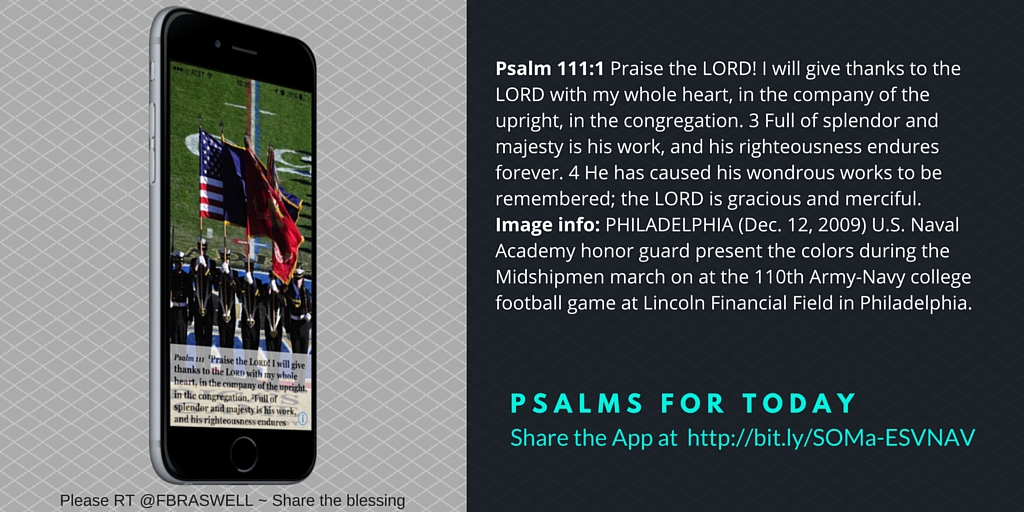 AT&T
Psalm 111 ¹Praise the LORD! I will give
thanks to the LORD with my whole
heart, in the company of the upright,
in the congregation. ³Full of
splendor and majesty is his work,
and his righteousness endures
Please RT @FBRASWELL ~ Share the blessing
Psalm 111:1 Praise the LORD! I will give thanks to the
LORD with my whole heart, in the company of the
upright, in the congregation. 3 Full of splendor and
majesty is his work, and his righteousness endures
forever. 4 He has caused his wondrous works to be
remembered; the LORD is gracious and merciful.
Image info: PHILADELPHIA (Dec. 12, 2009) U.S. Naval
Academy honor guard present the colors during the
Midshipmen march on at the 110th Army-Navy college
football game at Lincoln Financial Field in Philadelphia.
PSALMS FOR TODAY
Share the App at http://bit.ly/SOMa-ESVNAV